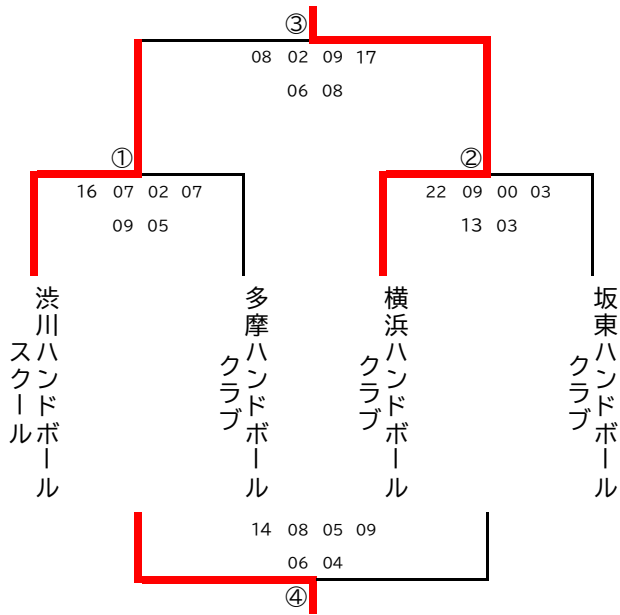 ③
08 02 09 17
06 08
① ②
16 07 02 07 22 09 00 03
09 05 13 03
渋川ハンドボール
スクール
多摩ハンドボール
クラブ
横浜ハンドボール
クラブ
坂東ハンドボール
クラブ
14 08 05 09
06 04
④